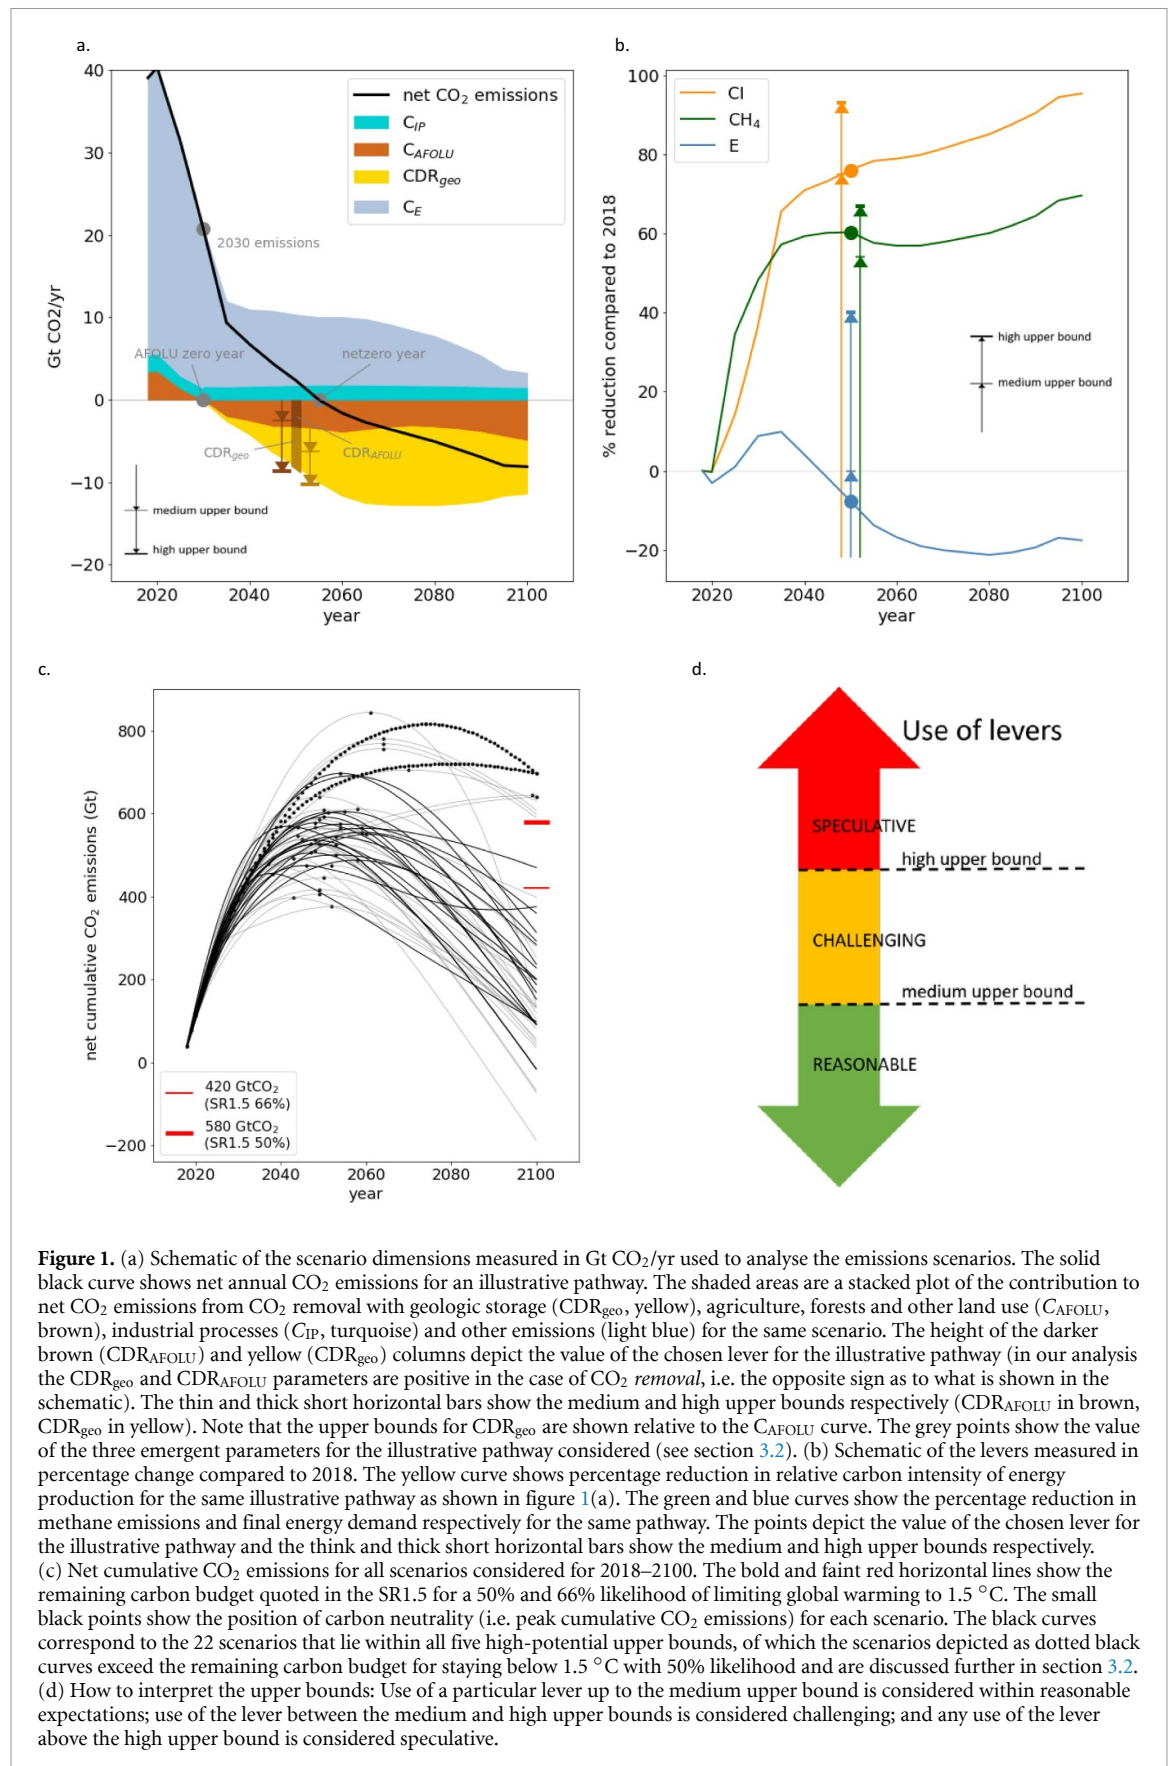 a.
40
30
20
10
0
−10
−20
Gt CO2/yr
net CO₂ emissions
C_IP
C_AFOLU
CDR_geo
C_E
2030 emissions
AFOLU zero year
netzero year
CDR_geo
CDR_AFOLU
medium upper bound
high upper bound
2020 2040 2060 2080 2100
year
b.
100
80
60
40
20
0
−20
% reduction compared to 2018
CI
CH₄
E
high upper bound
medium upper bound
2020 2040 2060 2080 2100
year
c.
800
600
400
200
0
−200
net cumulative CO₂ emissions (Gt)
420 GtCO₂
(SR1.5 66%)
580 GtCO₂
(SR1.5 50%)
2020 2040 2060 2080 2100
year
d.
Use of levers
SPECULATIVE
high upper bound
CHALLENGING
medium upper bound
REASONABLE
Figure 1. (a) Schematic of the scenario dimensions measured in Gt CO₂/yr used to analyse the emissions scenarios. The solid
black curve shows net annual CO₂ emissions for an illustrative pathway. The shaded areas are a stacked plot of the contribution to
net CO₂ emissions from CO₂ removal with geologic storage (CDR_geo, yellow), agriculture, forests and other land use (C_AFOLU,
brown), industrial processes (C_IP, turquoise) and other emissions (light blue) for the same scenario. The height of the darker
brown (CDR_AFOLU) and yellow (CDR_geo) columns depict the value of the chosen lever for the illustrative pathway (in our analysis
the CDR_geo and CDR_AFOLU parameters are positive in the case of CO₂ removal, i.e. the opposite sign as to what is shown in the
schematic). The thin and thick short horizontal bars show the medium and high upper bounds respectively (CDR_AFOLU in brown,
CDR_geo in yellow). Note that the upper bounds for CDR_geo are shown relative to the C_AFOLU curve. The grey points show the value
of the three emergent parameters for the illustrative pathway considered (see section 3.2). (b) Schematic of the levers measured in
percentage change compared to 2018. The yellow curve shows percentage reduction in relative carbon intensity of energy
production for the same illustrative pathway as shown in figure 1(a). The green and blue curves show the percentage reduction in
methane emissions and final energy demand respectively for the same pathway. The points depict the value of the chosen lever for
the illustrative pathway and the think and thick short horizontal bars show the medium and high upper bounds respectively.
(c) Net cumulative CO₂ emissions for all scenarios considered for 2018–2100. The bold and faint red horizontal lines show the
remaining carbon budget quoted in the SR1.5 for a 50% and 66% likelihood of limiting global warming to 1.5 °C. The small
black points show the position of carbon neutrality (i.e. peak cumulative CO₂ emissions) for each scenario. The black curves
correspond to the 22 scenarios that lie within all five high-potential upper bounds, of which the scenarios depicted as dotted black
curves exceed the remaining carbon budget for staying below 1.5 °C with 50% likelihood and are discussed further in section 3.2.
(d) How to interpret the upper bounds: Use of a particular lever up to the medium upper bound is considered within reasonable
expectations; use of the lever between the medium and high upper bounds is considered challenging; and any use of the lever
above the high upper bound is considered speculative.